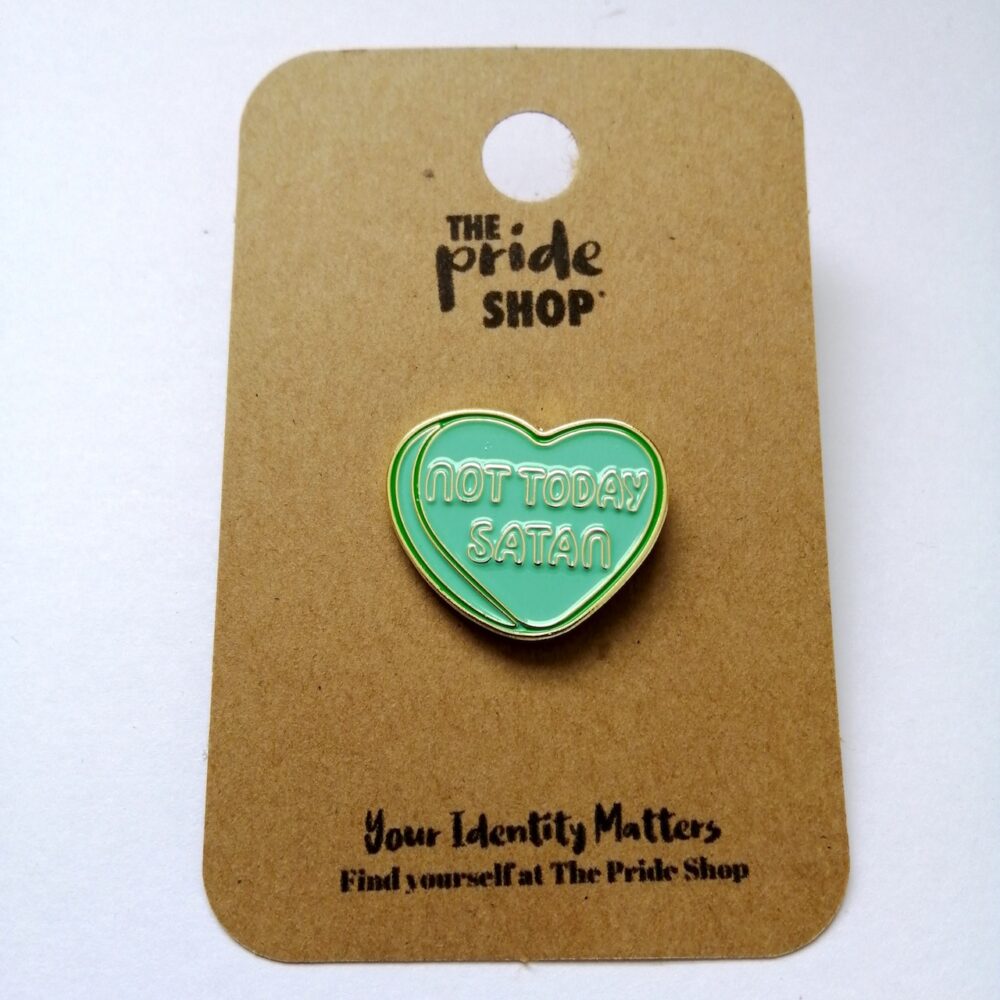 THE
pride
SHOP
NOT TODAY
SATAN
Your Identity Matters
Find yourself at The Pride Shop